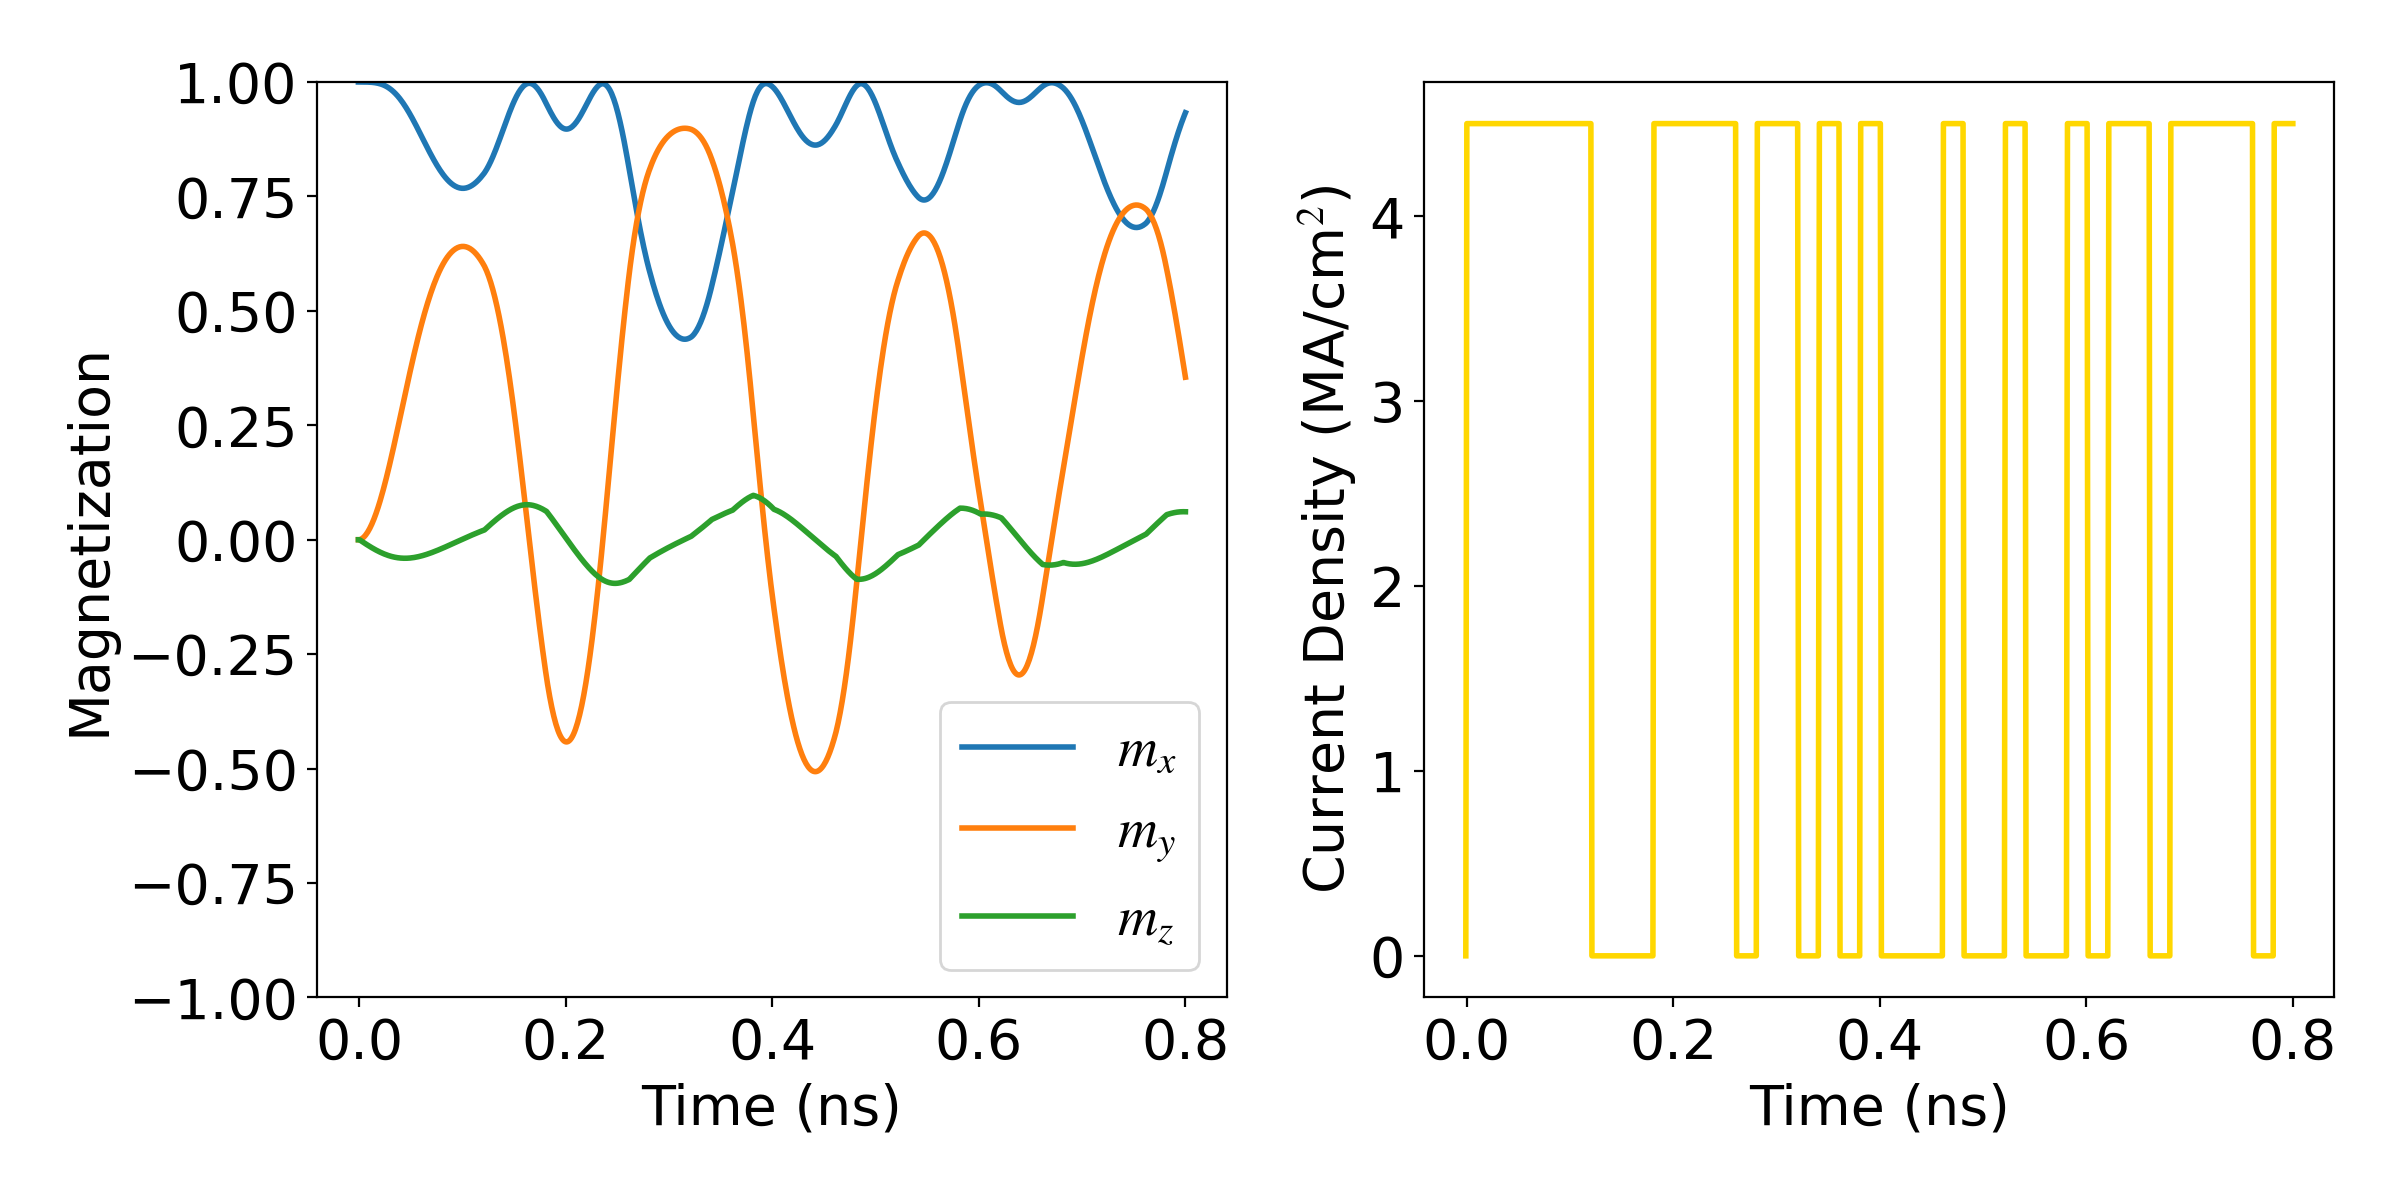 Magnetization
1.00
0.75
0.50
0.25
0.00
−0.25
−0.50
−0.75
−1.00
0.0 0.2 0.4 0.6 0.8
Time (ns)
m_x
m_y
m_z
Current Density (MA/cm²)
4
3
2
1
0
0.0 0.2 0.4 0.6 0.8
Time (ns)